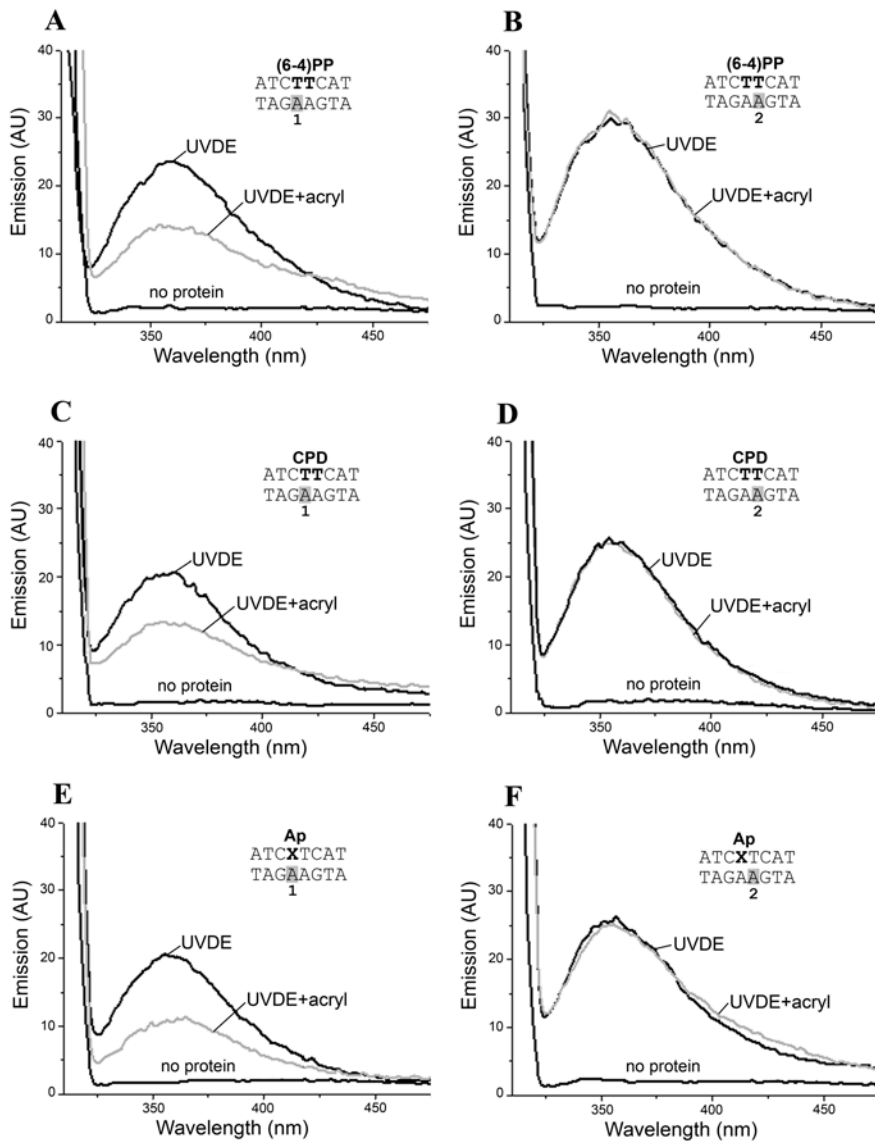 A
Emission (AU)
40
30
20
10
0
(6-4)PP
ATCTTCAT
TAGAAGTA
1
UVDE
UVDE+acryl
no protein
350
400
450
Wavelength (nm)
B
Emission (AU)
40
30
20
10
0
(6-4)PP
ATCTTCAT
TAGAAGTA
2
UVDE
UVDE+acryl
no protein
350
400
450
Wavelength (nm)
C
Emission (AU)
40
30
20
10
0
CPD
ATCTTCAT
TAGAAGTA
1
UVDE
UVDE+acryl
no protein
350
400
450
Wavelength (nm)
D
Emission (AU)
40
30
20
10
0
CPD
ATCTTCAT
TAGAAGTA
2
UVDE
UVDE+acryl
no protein
350
400
450
Wavelength (nm)
E
Emission (AU)
40
30
20
10
0
Ap
ATCXTCAT
TAGAAGTA
1
UVDE
UVDE+acryl
no protein
350
400
450
Wavelength (nm)
F
Emission (AU)
40
30
20
10
0
Ap
ATCXTCAT
TAGAAGTA
2
UVDE
UVDE+acryl
no protein
350
400
450
Wavelength (nm)